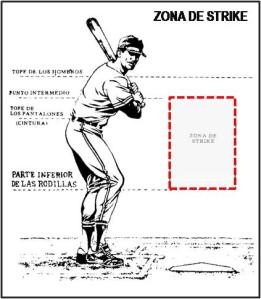 ZONA DE STRIKE
TOPE DE LOS HOMBROS
PUNTO INTERMEDIO
TOPE DE
LOS PANTALONES
(CINTURA)
ZONA DE
STRIKE
PARTE INFERIOR
DE LAS RODILLAS